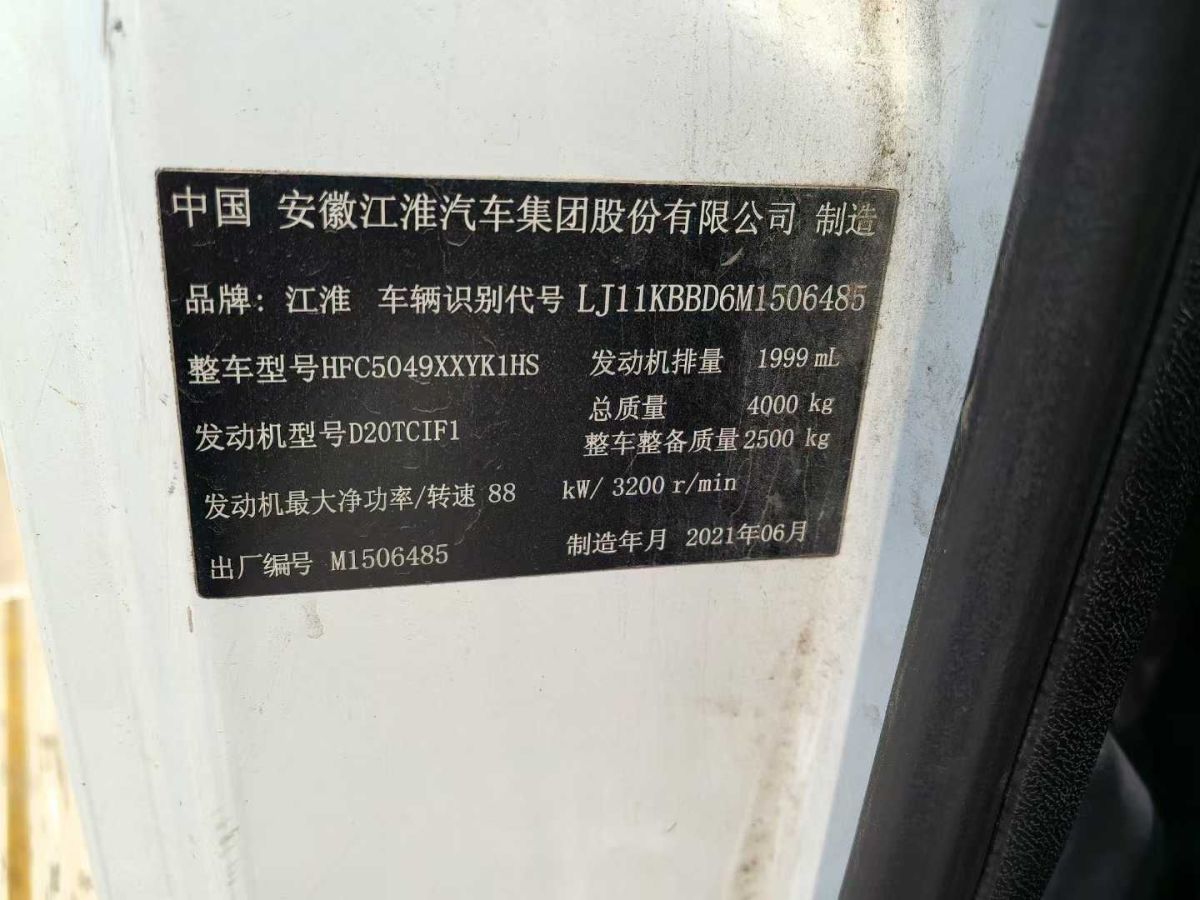 中国 安徽江淮汽车集团股份有限公司 制造
品牌: 江淮 车辆识别代号 LJ11KBBD6M1506485
整车型号HFC5049XXYK1HS 发动机排量 1999 mL
总质量 4000 kg
发动机型号D20TCIF1 整车整备质量2500 kg
发动机最大净功率/转速 88 kW/ 3200 r/min
出厂编号 M1506485 制造年月 2021年06月